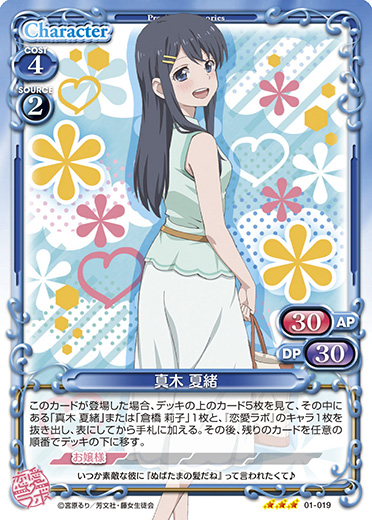 Precious Memories
Character
COST
4
SOURCE
2
30 AP
DP 30
真木 夏緒
このカードが登場した場合、デッキの上のカード5枚を見て、その中に
ある「真木 夏緒」または「倉橋 莉子」1枚と、『恋愛ラボ』のキャラ1枚を
抜き出し、表にしてから手札に加える。その後、残りのカードを任意の
順番でデッキの下に移す。
お嬢様
いつか素敵な彼に『ぬばたまの髪だね』って言われたくて♪
恋愛ラボ
©宮原るり/芳文社・藤女生徒会
01-019